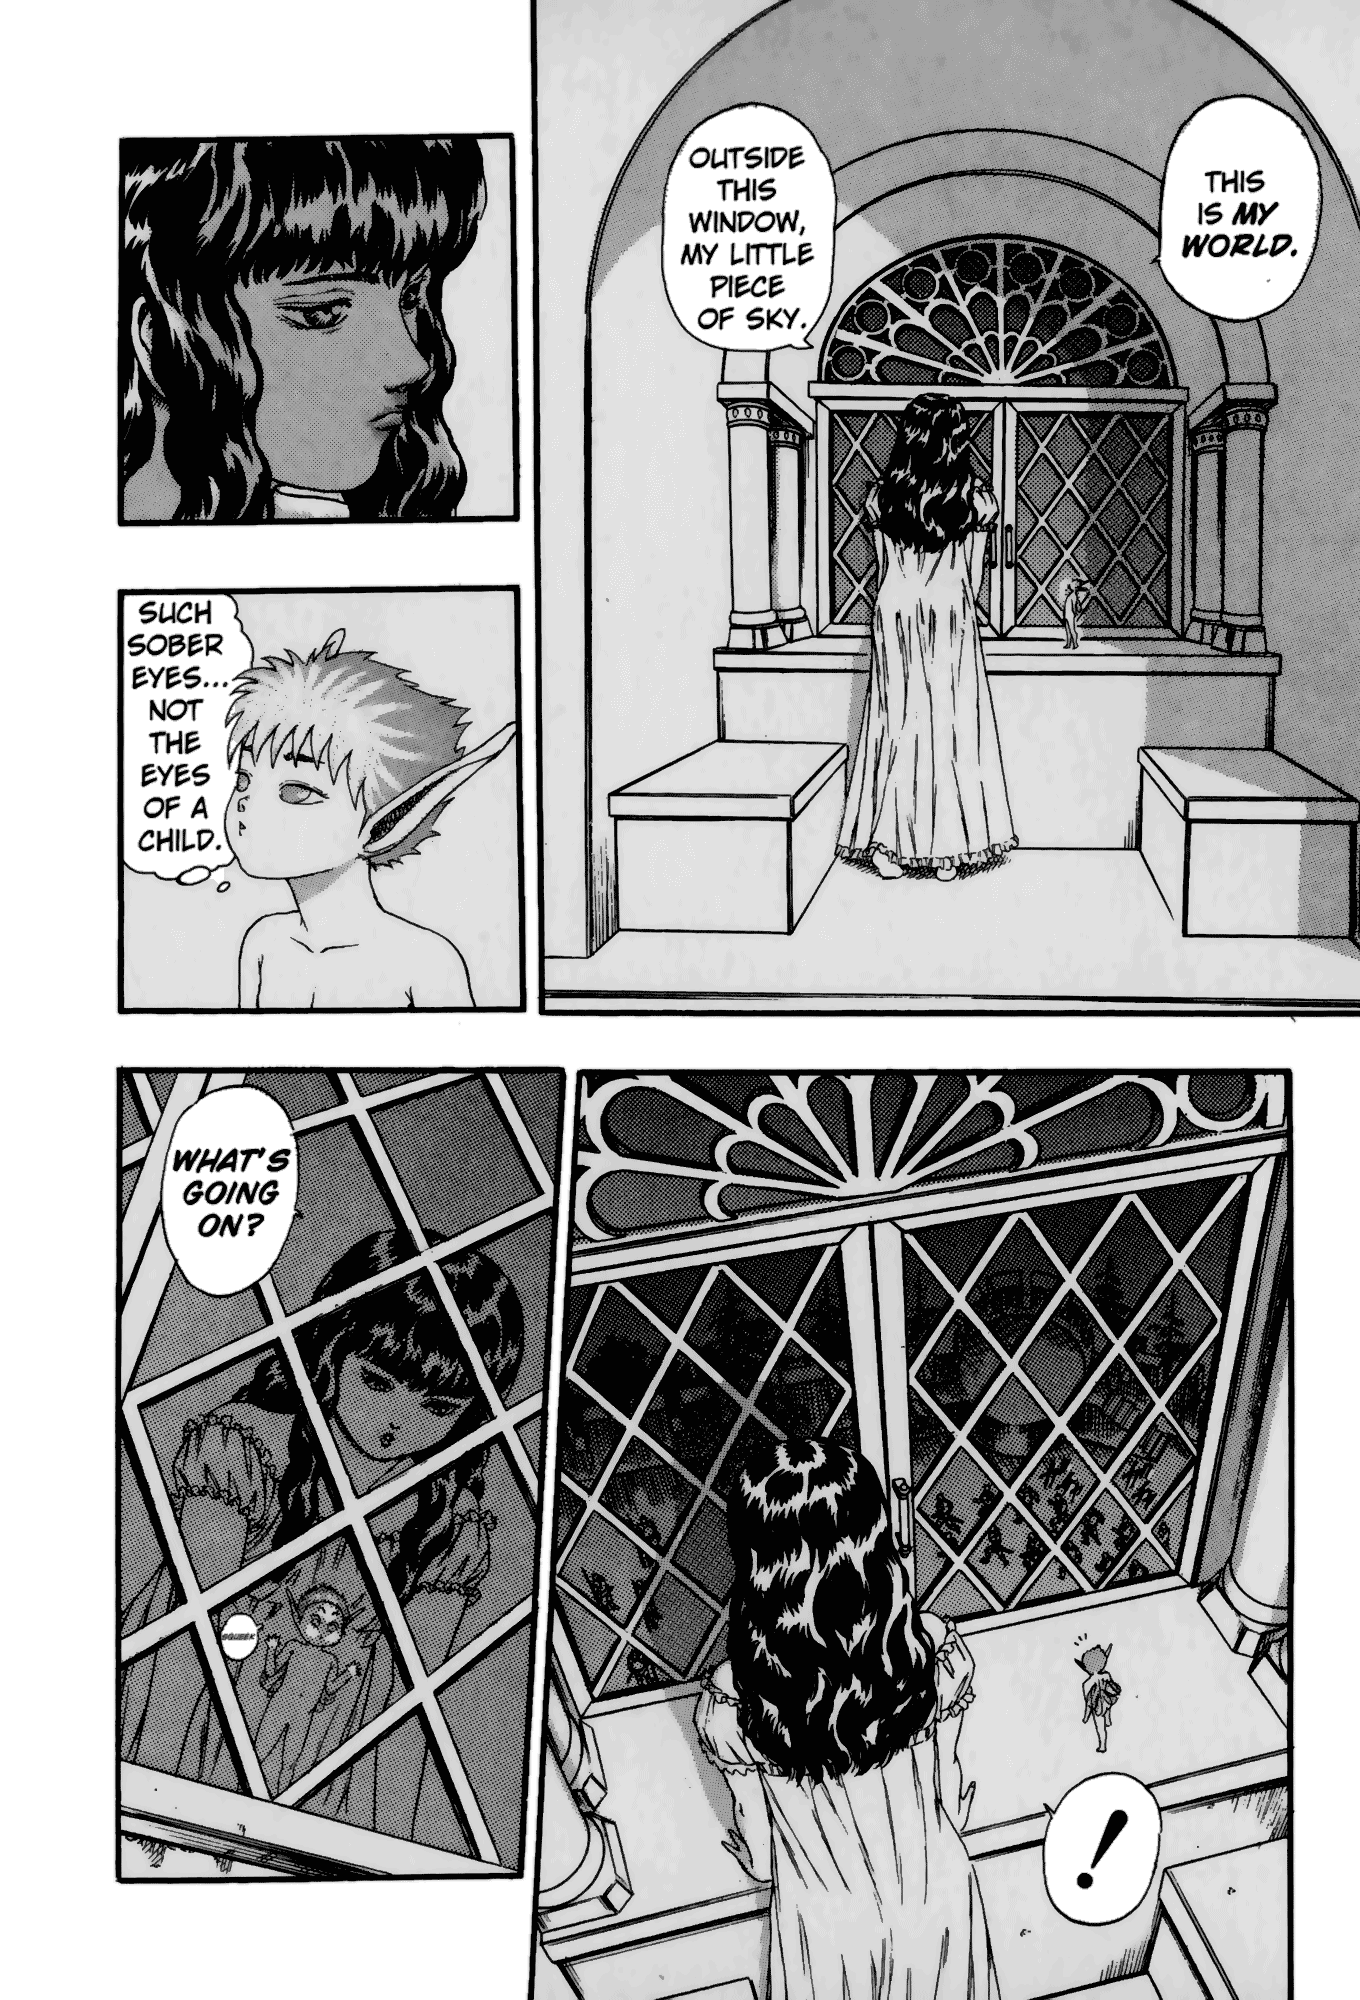 THIS
IS MY
WORLD.
OUTSIDE
THIS
WINDOW,
MY LITTLE
PIECE
OF SKY.
SUCH
SOBER
EYES...
NOT
THE
EYES
OF A
CHILD.
!
WHAT'S
GOING
ON?
SQUEEK